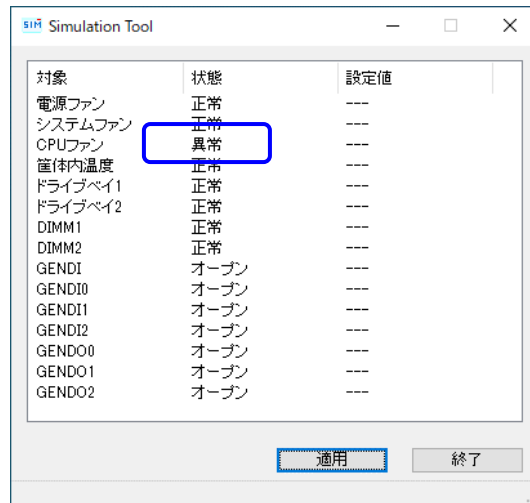 SIM Simulation Tool
対象 状態 設定値
電源ファン 正常 ---
システムファン 正常 ---
CPUファン 異常 ---
筐体内温度 正常 ---
ドライブベイ1 正常 ---
ドライブベイ2 正常 ---
DIMM1 正常 ---
DIMM2 正常 ---
GENDI オープン ---
GENDI0 オープン ---
GENDI1 オープン ---
GENDI2 オープン ---
GENDO0 オープン ---
GENDO1 オープン ---
GENDO2 オープン ---
適用 終了